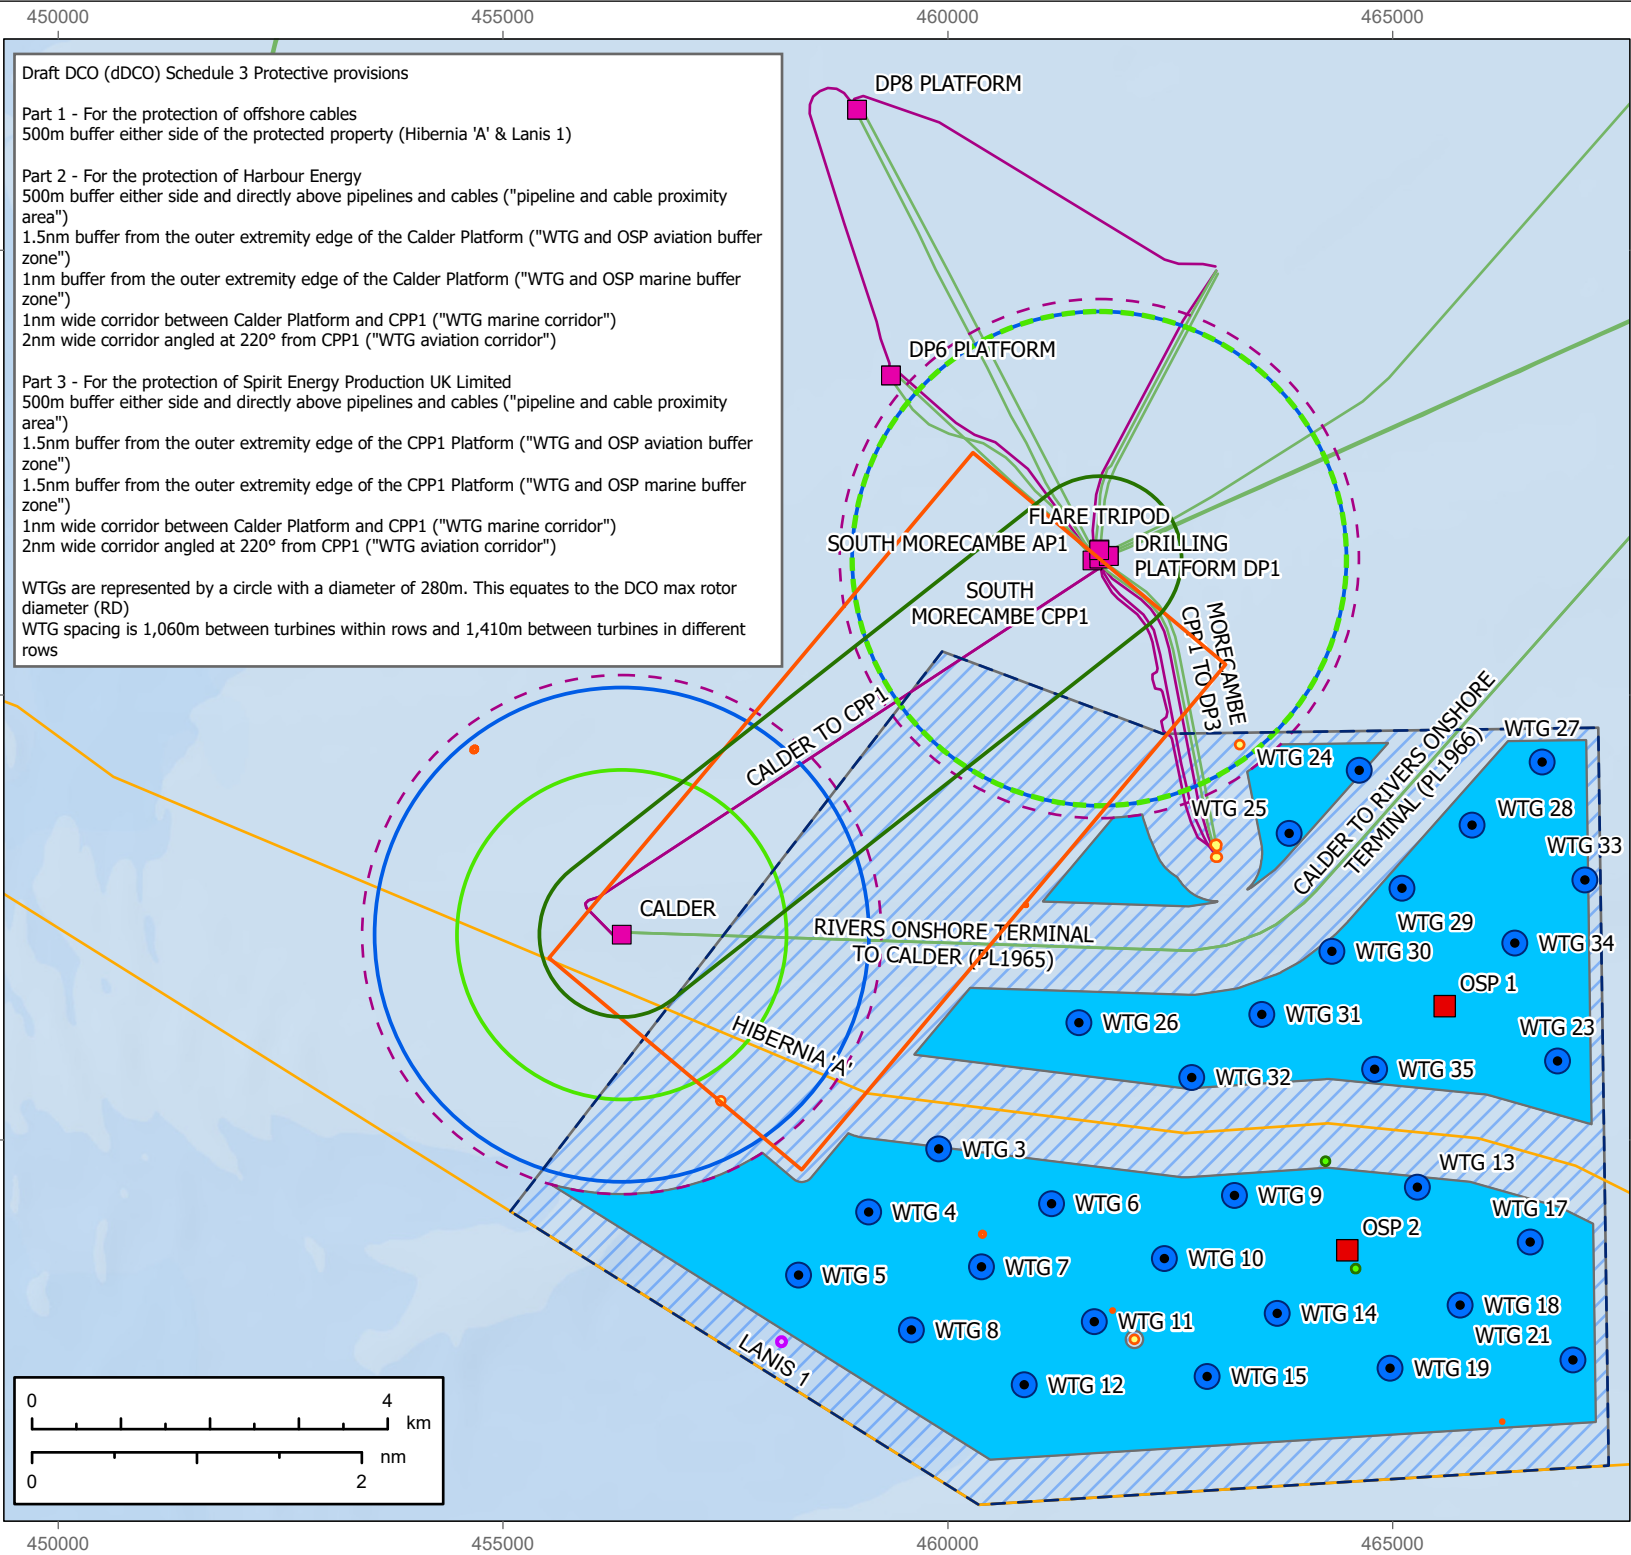 450000
455000
460000
465000
Draft DCO (dDCO) Schedule 3 Protective provisions
Part 1 - For the protection of offshore cables
500m buffer either side of the protected property (Hibernia 'A' & Lanis 1)
Part 2 - For the protection of Harbour Energy
500m buffer either side and directly above pipelines and cables ("pipeline and cable proximity
area")
1.5nm buffer from the outer extremity edge of the Calder Platform ("WTG and OSP aviation buffer
zone")
1nm buffer from the outer extremity edge of the Calder Platform ("WTG and OSP marine buffer
zone")
1nm wide corridor between Calder Platform and CPP1 ("WTG marine corridor")
2nm wide corridor angled at 220° from CPP1 ("WTG aviation corridor")
Part 3 - For the protection of Spirit Energy Production UK Limited
500m buffer either side and directly above pipelines and cables ("pipeline and cable proximity
area")
1.5nm buffer from the outer extremity edge of the CPP1 Platform ("WTG and OSP aviation buffer
zone")
1.5nm buffer from the outer extremity edge of the CPP1 Platform ("WTG and OSP marine buffer
zone")
1nm wide corridor between Calder Platform and CPP1 ("WTG marine corridor")
2nm wide corridor angled at 220° from CPP1 ("WTG aviation corridor")
WTGs are represented by a circle with a diameter of 280m. This equates to the DCO max rotor
diameter (RD)
WTG spacing is 1,060m between turbines within rows and 1,410m between turbines in different
rows
DP8 PLATFORM
DP6 PLATFORM
FLARE TRIPOD
SOUTH MORECAMBE AP1
DRILLING
PLATFORM DP1
SOUTH
MORECAMBE CPP1
MORECAMBE
CPP1 TO DP3
CALDER TO CPP1
CALDER
RIVERS ONSHORE TERMINAL
TO CALDER (PL1965)
CALDER TO RIVERS ONSHORE
TERMINAL (PL1966)
HIBERNIA 'A'
LANIS 1
WTG 27
WTG 24
WTG 25
WTG 28
WTG 33
WTG 29
WTG 30
WTG 34
OSP 1
WTG 26
WTG 31
WTG 23
WTG 32
WTG 35
WTG 3
WTG 13
WTG 4
WTG 6
WTG 9
WTG 17
OSP 2
WTG 5
WTG 7
WTG 10
WTG 18
WTG 8
WTG 11
WTG 14
WTG 21
WTG 12
WTG 15
WTG 19
0
4
km
nm
0
2
450000
455000
460000
465000